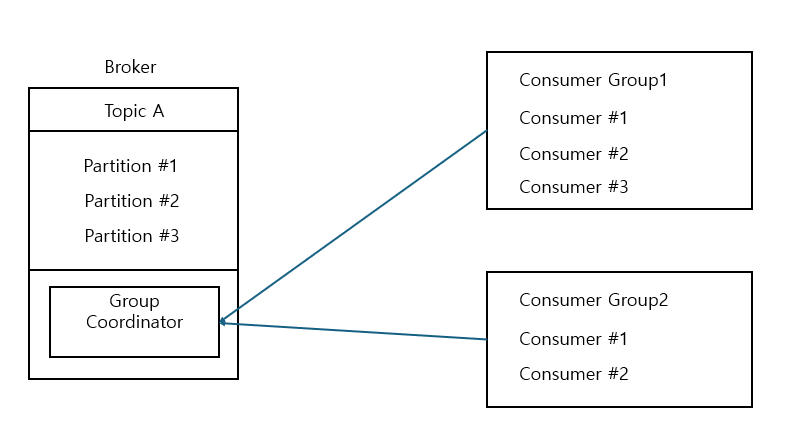 Broker
Topic A
Partition #1
Partition #2
Partition #3
Group
Coordinator
Consumer Group1
Consumer #1
Consumer #2
Consumer #3
Consumer Group2
Consumer #1
Consumer #2